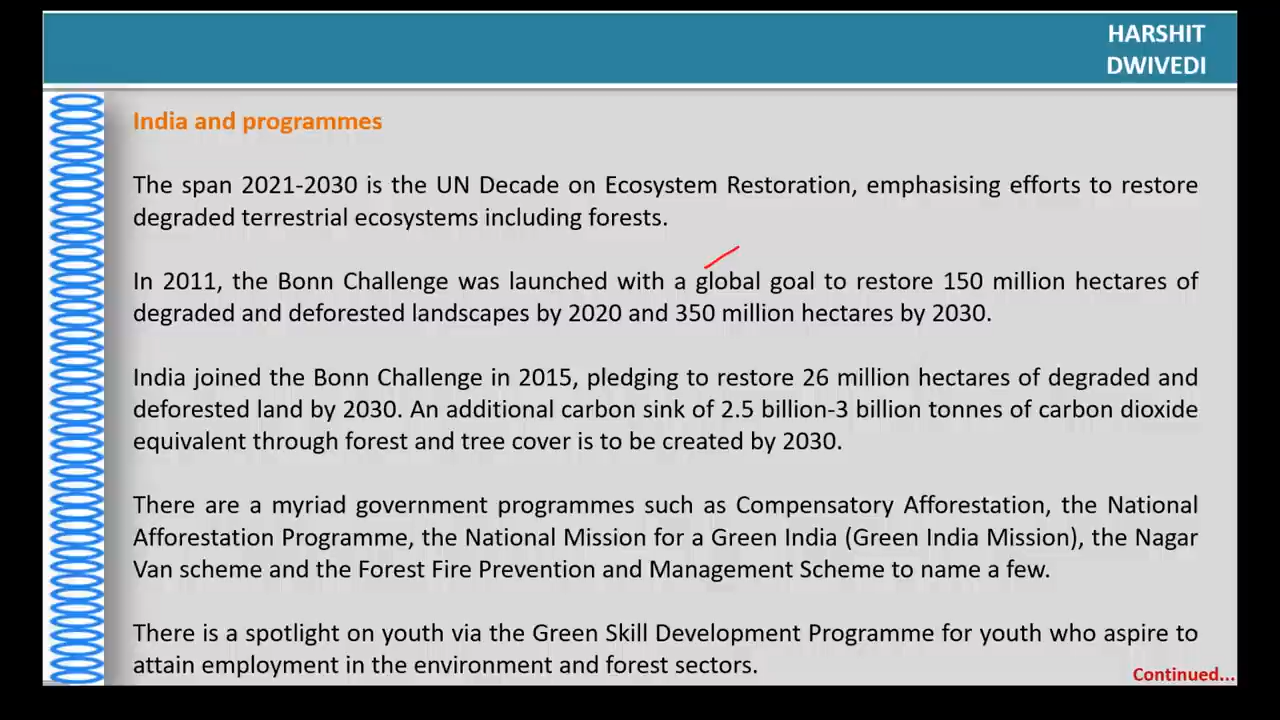 HARSHIT
DWIVEDI
India and programmes
The span 2021-2030 is the UN Decade on Ecosystem Restoration, emphasising efforts to restore
degraded terrestrial ecosystems including forests.
In 2011, the Bonn Challenge was launched with a global goal to restore 150 million hectares of
degraded and deforested landscapes by 2020 and 350 million hectares by 2030.
India joined the Bonn Challenge in 2015, pledging to restore 26 million hectares of degraded and
deforested land by 2030. An additional carbon sink of 2.5 billion-3 billion tonnes of carbon dioxide
equivalent through forest and tree cover is to be created by 2030.
There are a myriad government programmes such as Compensatory Afforestation, the National
Afforestation Programme, the National Mission for a Green India (Green India Mission), the Nagar
Van scheme and the Forest Fire Prevention and Management Scheme to name a few.
There is a spotlight on youth via the Green Skill Development Programme for youth who aspire to
attain employment in the environment and forest sectors.
Continued...